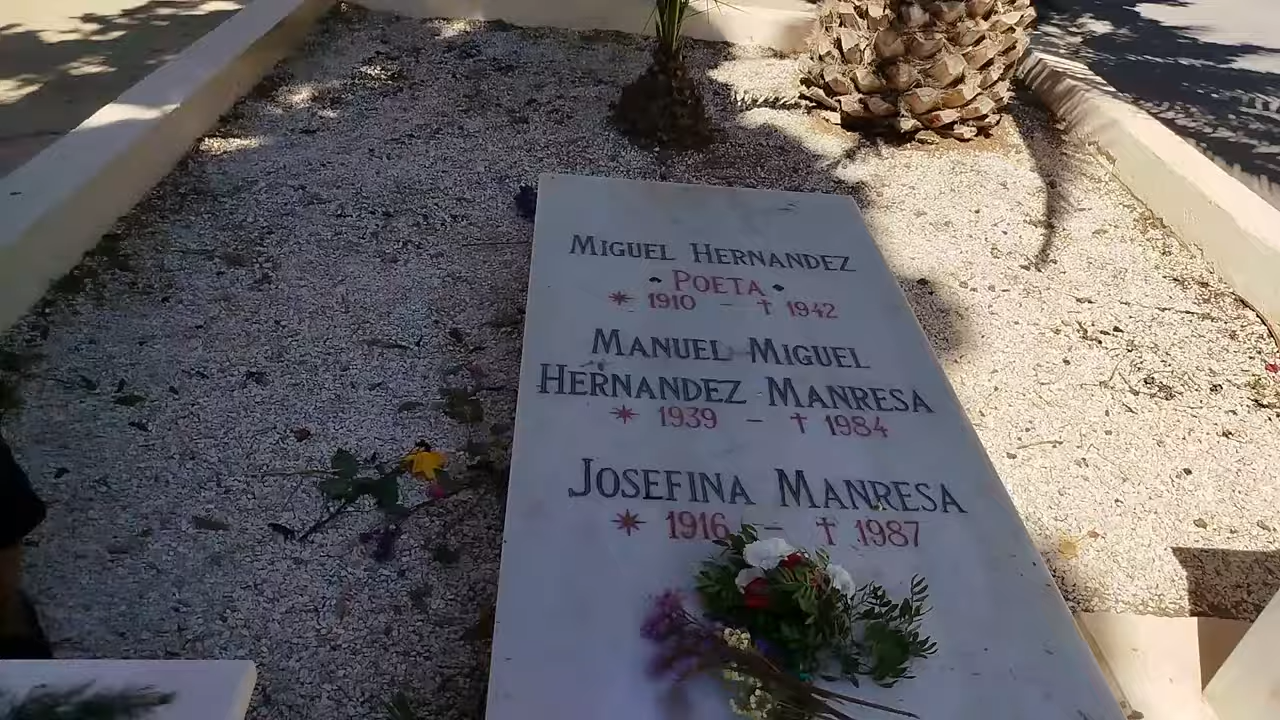 MIGUEL HERNANDEZ
• POETA •
* 1910 – † 1942
MANUEL MIGUEL
HERNANDEZ MANRESA
* 1939 – † 1984
JOSEFINA MANRESA
* 1916 – † 1987